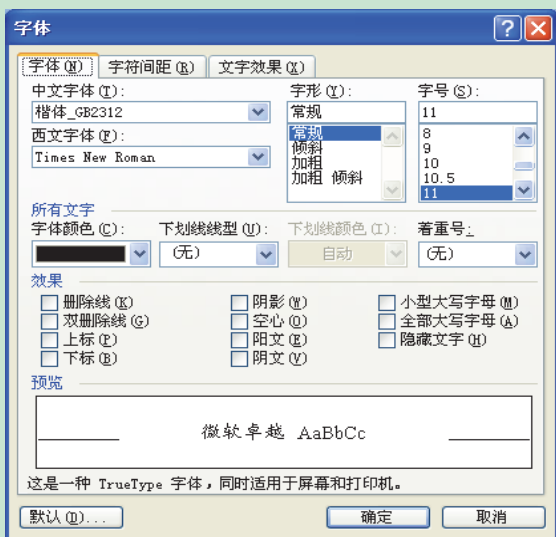 字体
字体(N) 字符间距(R) 文字效果(X)
中文字体(T): 字形(Y): 字号(S):
楷体_GB2312 常规 11
西文字体(F): 常规 8
Times New Roman 倾斜 9
加粗 10
加粗 倾斜 10.5
11
所有文字
字体颜色(C): 下划线线型(U): 下划线颜色(I): 着重号:
(无) 自动 (无)
效果
删除线(K) 阴影(W) 小型大写字母(M)
双删除线(G) 空心(O) 全部大写字母(A)
上标(P) 阳文(E) 隐藏文字(H)
下标(B) 阴文(V)
预览
微软卓越 AaBbCc
这是一种 TrueType 字体，同时适用于屏幕和打印机。
默认(D)... 确定 取消